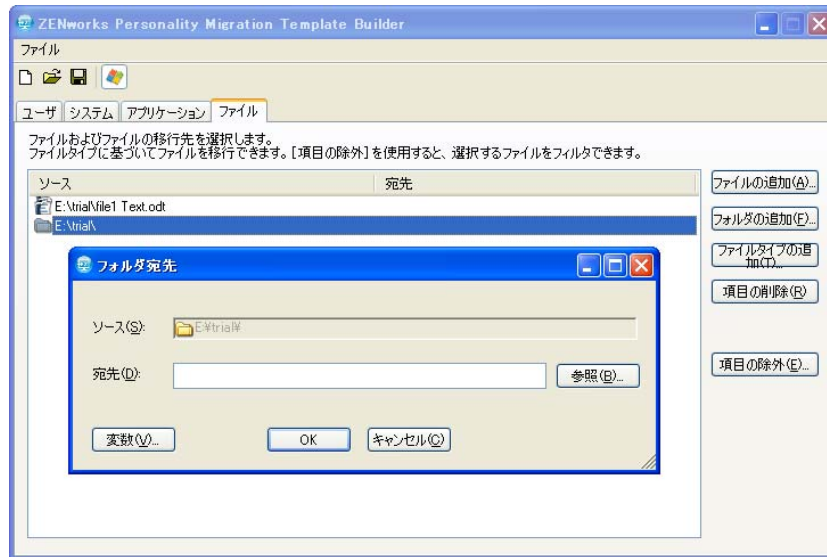 ZENworks Personality Migration Template Builder
ファイル
ユーザ システム アプリケーション ファイル
ファイルおよびファイルの移行先を選択します。
ファイルタイプに基づいてファイルを移行できます。[項目の除外]を使用すると、選択するファイルをフィルタできます。
ソース 宛先
E:\trial\file1 Text.odt
E:\trial\
ファイルの追加(A)...
フォルダの追加(F)...
ファイルタイプの追
加(T)...
項目の削除(R)
項目の除外(E)...
フォルダ宛先
ソース(S): E:¥trial¥
宛先(D): 参照(B)...
変数(V)... OK キャンセル(C)